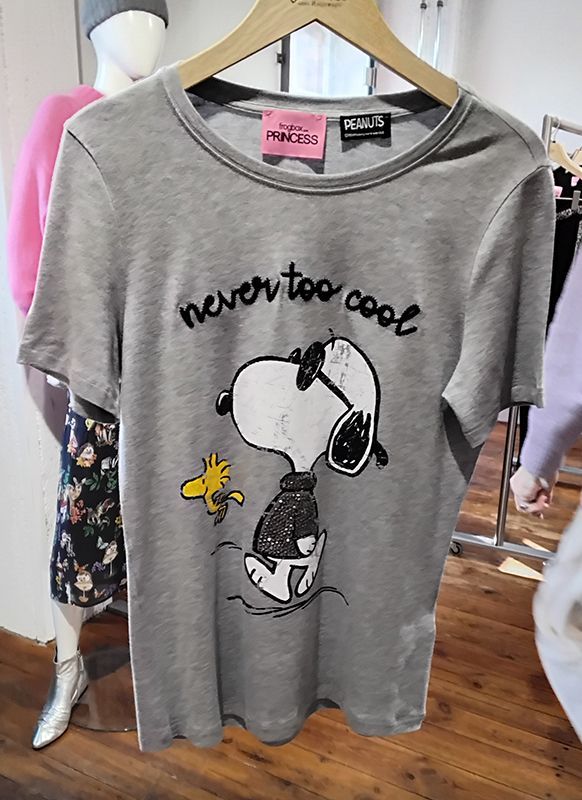 frogbox
PRINCESS
PEANUTS
never too cool